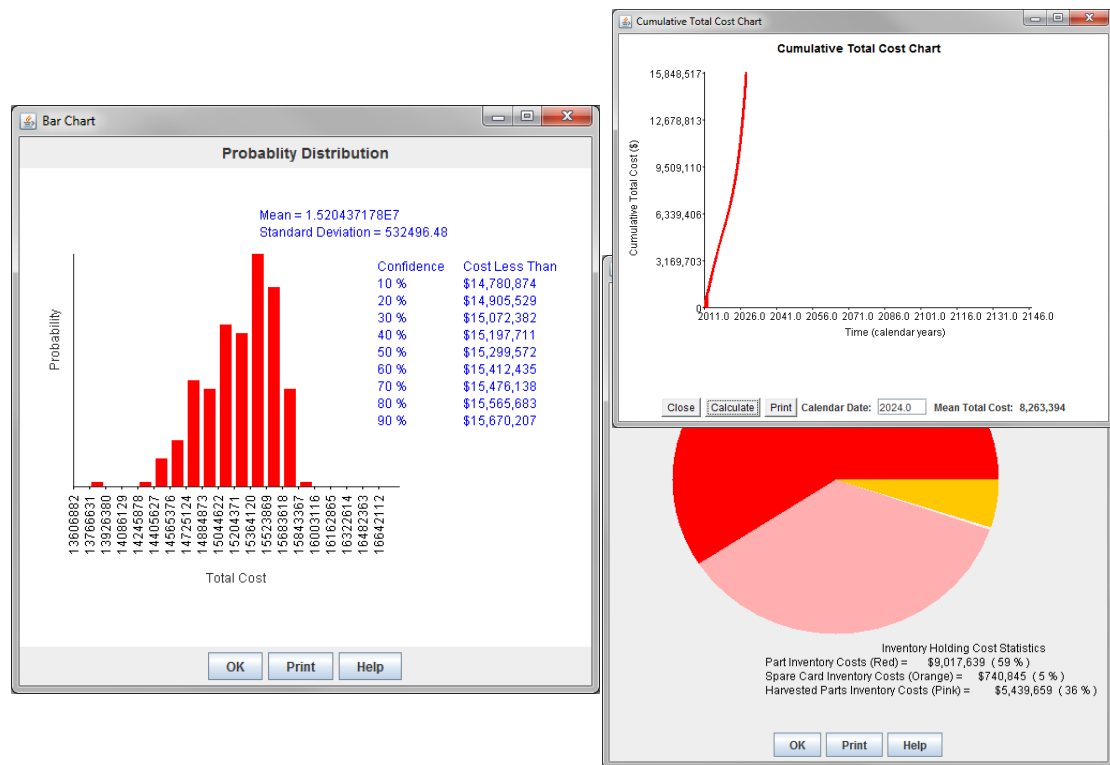 Bar Chart
Probablity Distribution
Mean = 1.520437178E7
Standard Deviation = 532496.48
Confidence Cost Less Than
10 % $14,780,874
20 % $14,905,529
30 % $15,072,382
40 % $15,197,711
50 % $15,299,572
60 % $15,412,435
70 % $15,476,138
80 % $15,565,683
90 % $15,670,207
Probability
13606882
13766631
13926380
14086129
14245878
14405627
14565376
14725124
14884873
15044622
15204371
15364120
15523869
15683618
15843367
16003116
16162865
16322614
16482363
16642112
Total Cost
OK Print Help
Cumulative Total Cost Chart
Cumulative Total Cost Chart
Cumulative Total Cost ($)
15,848,517
12,678,813
9,509,110
6,339,406
3,169,703
0
2011.0 2026.0 2041.0 2056.0 2071.0 2086.0 2101.0 2116.0 2131.0 2146.0
Time (calendar years)
Close Calculate Print Calendar Date: 2024.0 Mean Total Cost: 8,263,394
Inventory Holding Cost Statistics
Part Inventory Costs (Red) = $9,017,639 ( 59 % )
Spare Card Inventory Costs (Orange) = $740,845 ( 5 % )
Harvested Parts Inventory Costs (Pink) = $5,439,659 ( 36 % )
OK Print Help